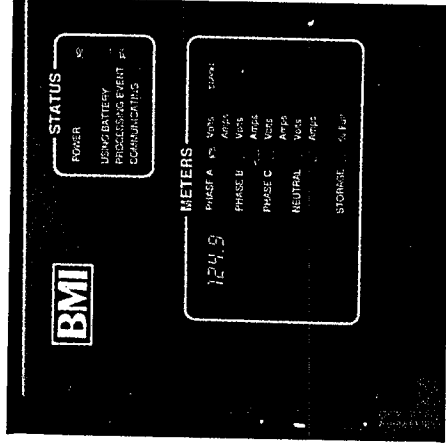 BMI
STATUS
POWER
USING BATTERY
PROCESSING EVENT
COMMUNICATING
METERS
124.9
PHASE A Volts
Amps
PHASE B Volts
Amps
PHASE C Volts
Amps
NEUTRAL Volts
Amps
STORAGE % Full